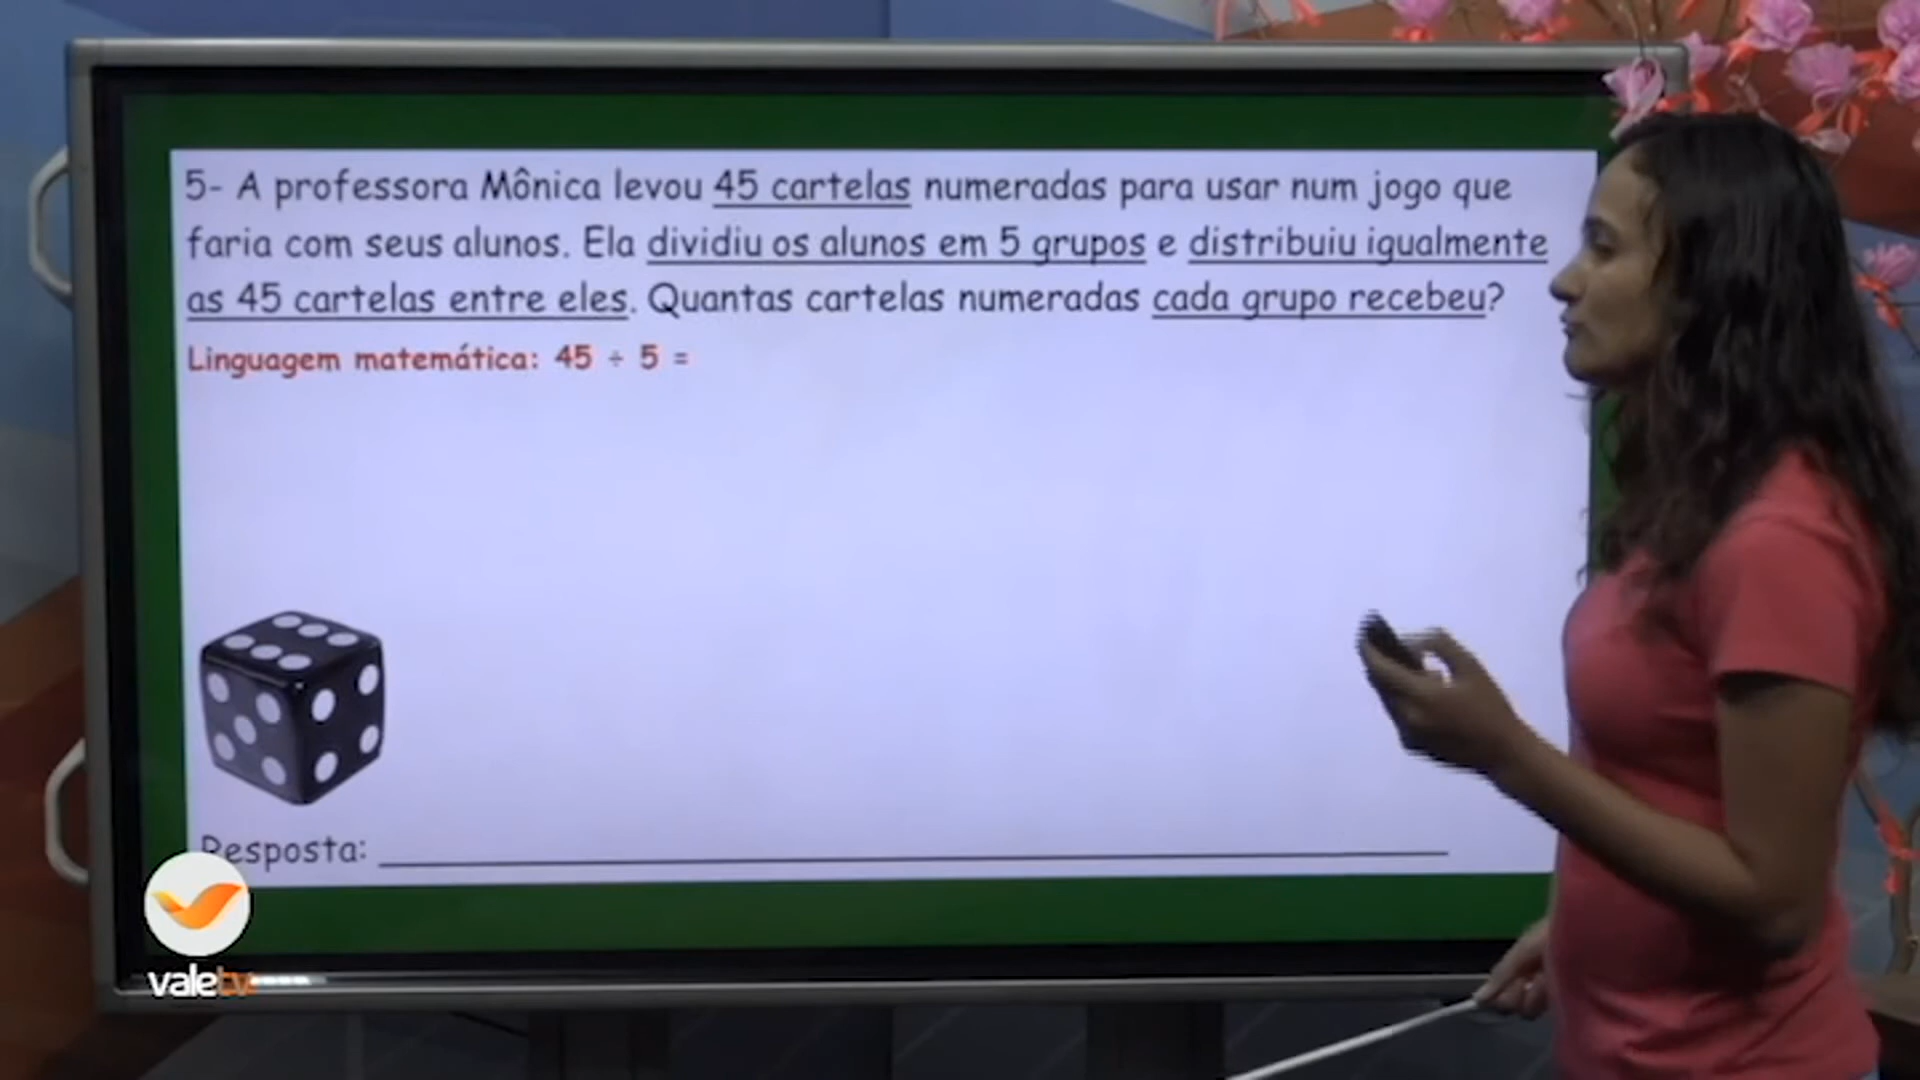 5- A professora Mônica levou 45 cartelas numeradas para usar num jogo que
faria com seus alunos. Ela dividiu os alunos em 5 grupos e distribuiu igualmente
as 45 cartelas entre eles. Quantas cartelas numeradas cada grupo recebeu?
Linguagem matemática: 45 ÷ 5 =
Resposta:
valetv